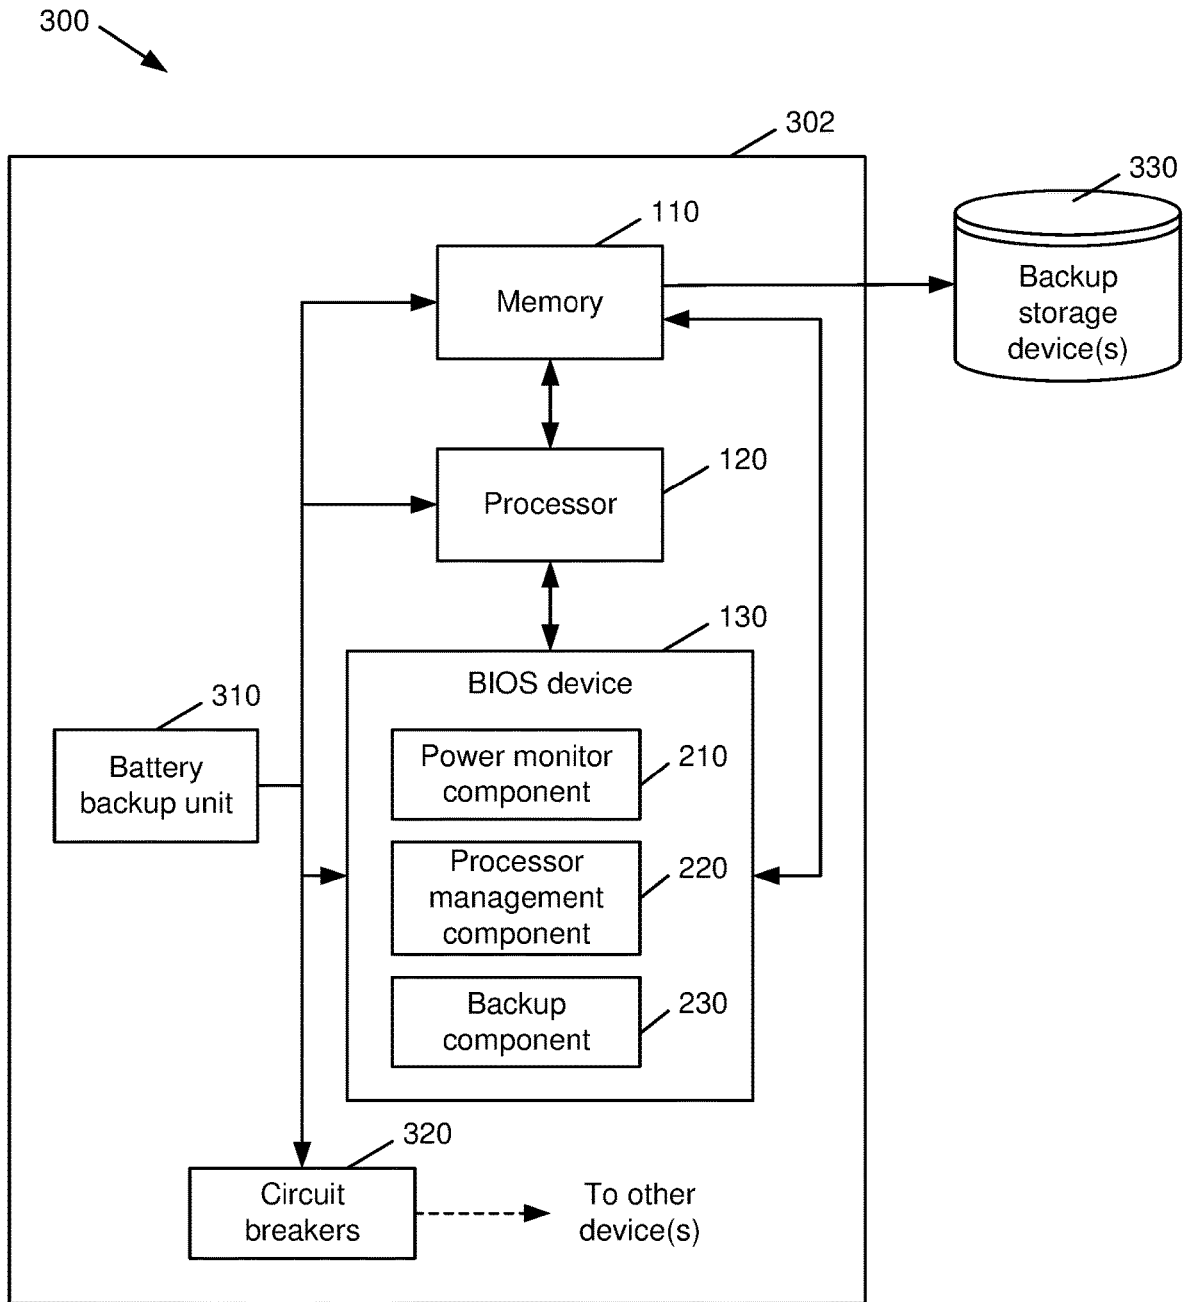 300
302
330
110
Backup
storage
device(s)
Memory
120
Processor
130
BIOS device
310
Battery
backup unit
Power monitor
component
210
Processor
management
component
220
Backup
component
230
320
Circuit
breakers
To other
device(s)